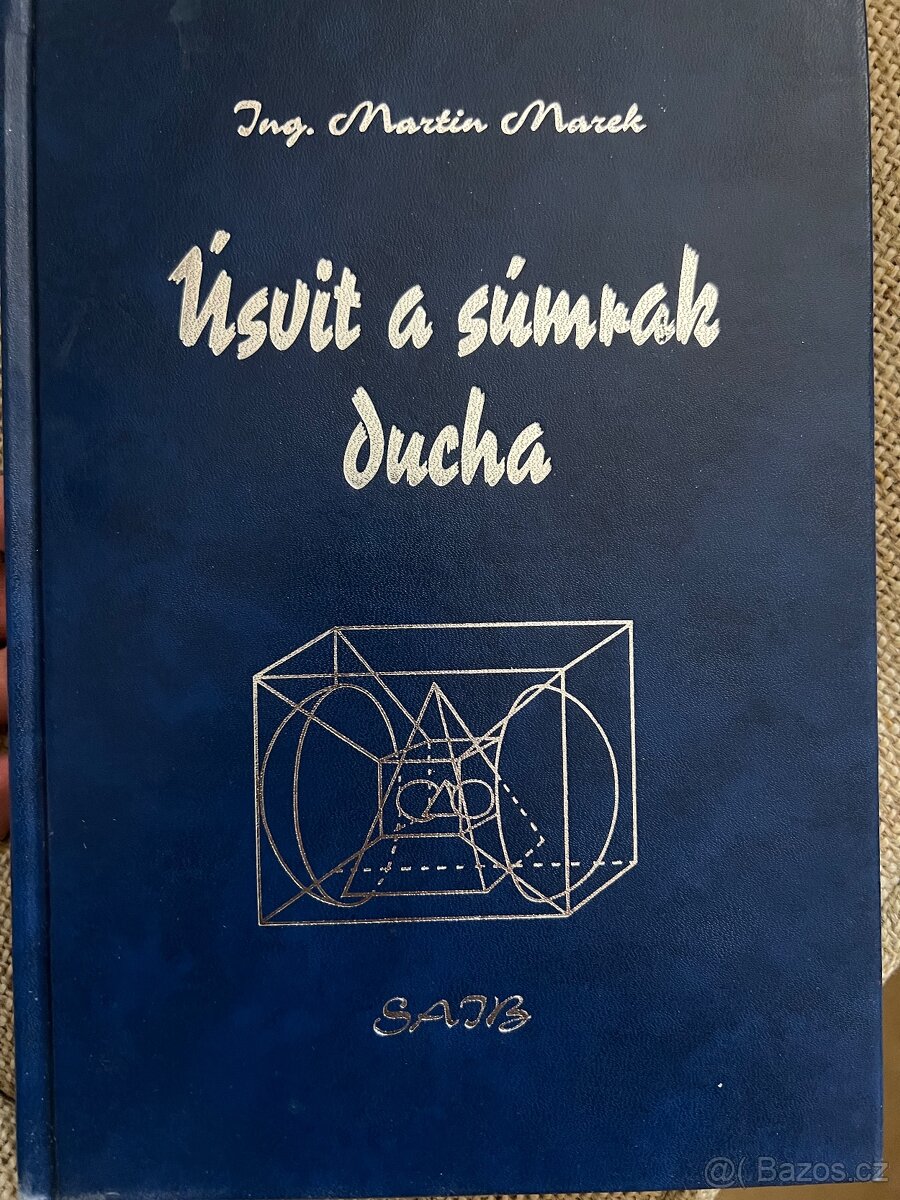 Ing. Martin Marek
Úsvit a súmrak
ducha
SAIB
@( Bazos.cz